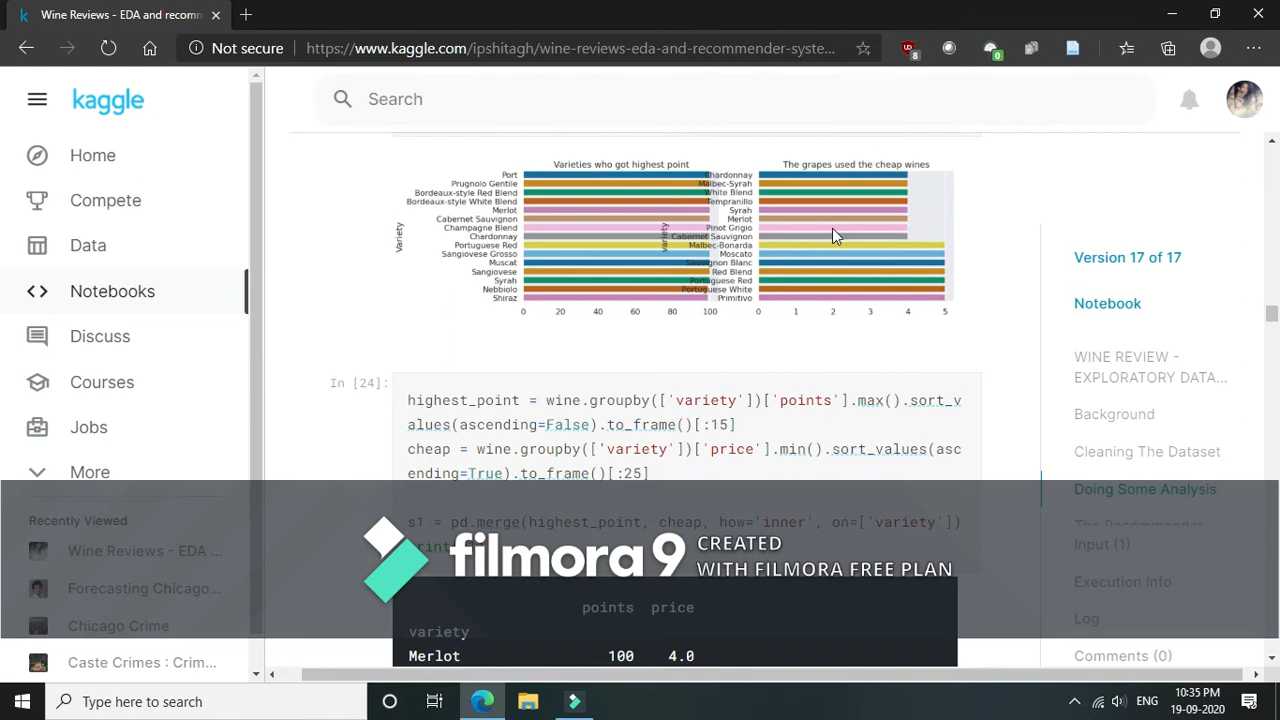 Wine Reviews - EDA and recomm
Not secure
https://www.kaggle.com/ipshitagh/wine-reviews-eda-and-recommender-syste...
8
0
kaggle
Search
Home
Compete
Data
Notebooks
Discuss
Courses
Jobs
More
Recently Viewed
Wine Reviews - EDA ...
Forecasting Chicago...
Chicago Crime
Caste Crimes : Crim...
Varieties who got highest point
Port
Prugnolo Gentile
Bordeaux-style Red Blend
Bordeaux-style White Blend
Merlot
Cabernet Sauvignon
Champagne Blend
Chardonnay
Portuguese Red
Sangiovese Grosso
Muscat
Sangiovese
Syrah
Nebbiolo
Shiraz
Variety
0 20 40 60 80 100
The grapes used the cheap wines
Chardonnay
Malbec-Syrah
White Blend
Tempranillo
Syrah
Merlot
Pinot Grigio
Cabernet Sauvignon
Malbec-Bonarda
Moscato
Sauvignon Blanc
Red Blend
Portuguese Red
Portuguese White
Primitivo
variety
0 1 2 3 4 5
In [24]:
highest_point = wine.groupby(['variety'])['points'].max().sort_v
alues(ascending=False).to_frame()[:15]
cheap = wine.groupby(['variety'])['price'].min().sort_values(asc
ending=True).to_frame()[:25]
s1 = pd.merge(highest_point, cheap, how='inner', on=['variety'])
points price
variety
Merlot 100 4.0
Version 17 of 17
Notebook
WINE REVIEW -
EXPLORATORY DATA...
Background
Cleaning The Dataset
Doing Some Analysis
The Recommender
Input (1)
Execution Info
Log
Comments (0)
filmora 9 CREATED
WITH FILMORA FREE PLAN
Type here to search
ENG
10:35 PM
19-09-2020